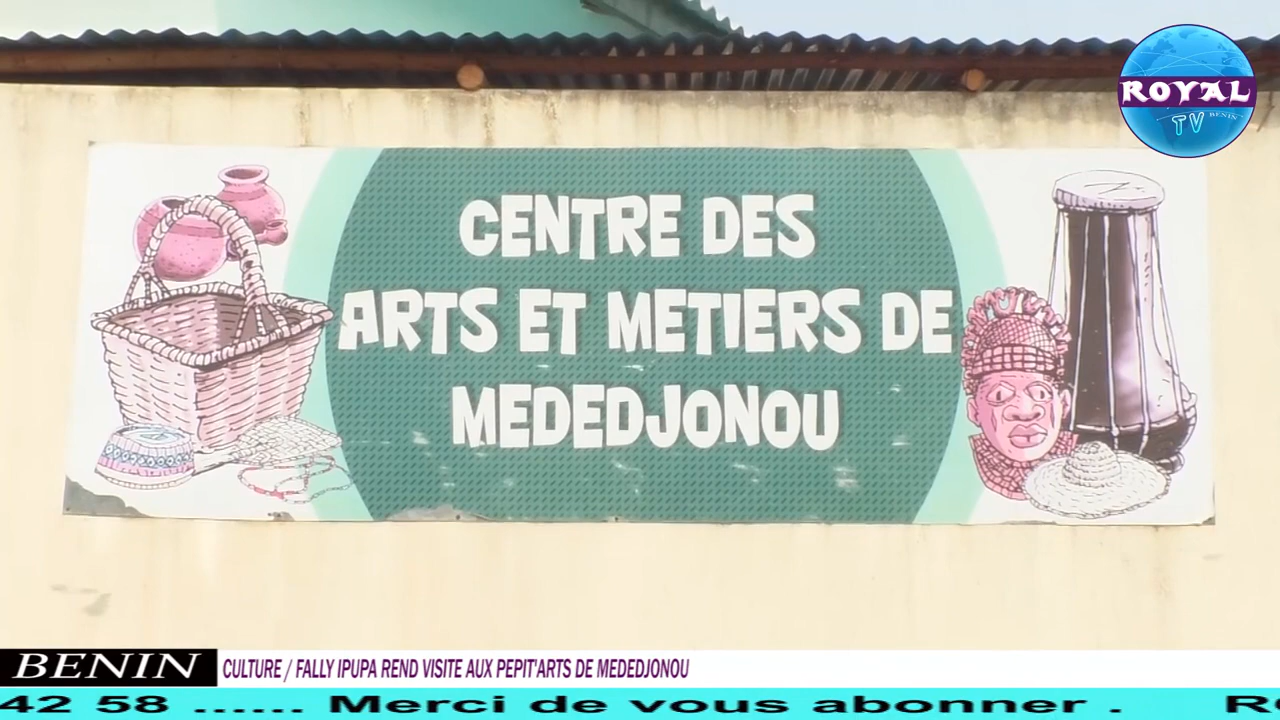 ROYAL
TV BENIN
CENTRE DES
ARTS ET METIERS DE
MEDEDJONOU
BENIN
CULTURE / FALLY IPUPA REND VISITE AUX PEPIT'ARTS DE MEDEDJONOU
42 58 ...... Merci de vous abonner .